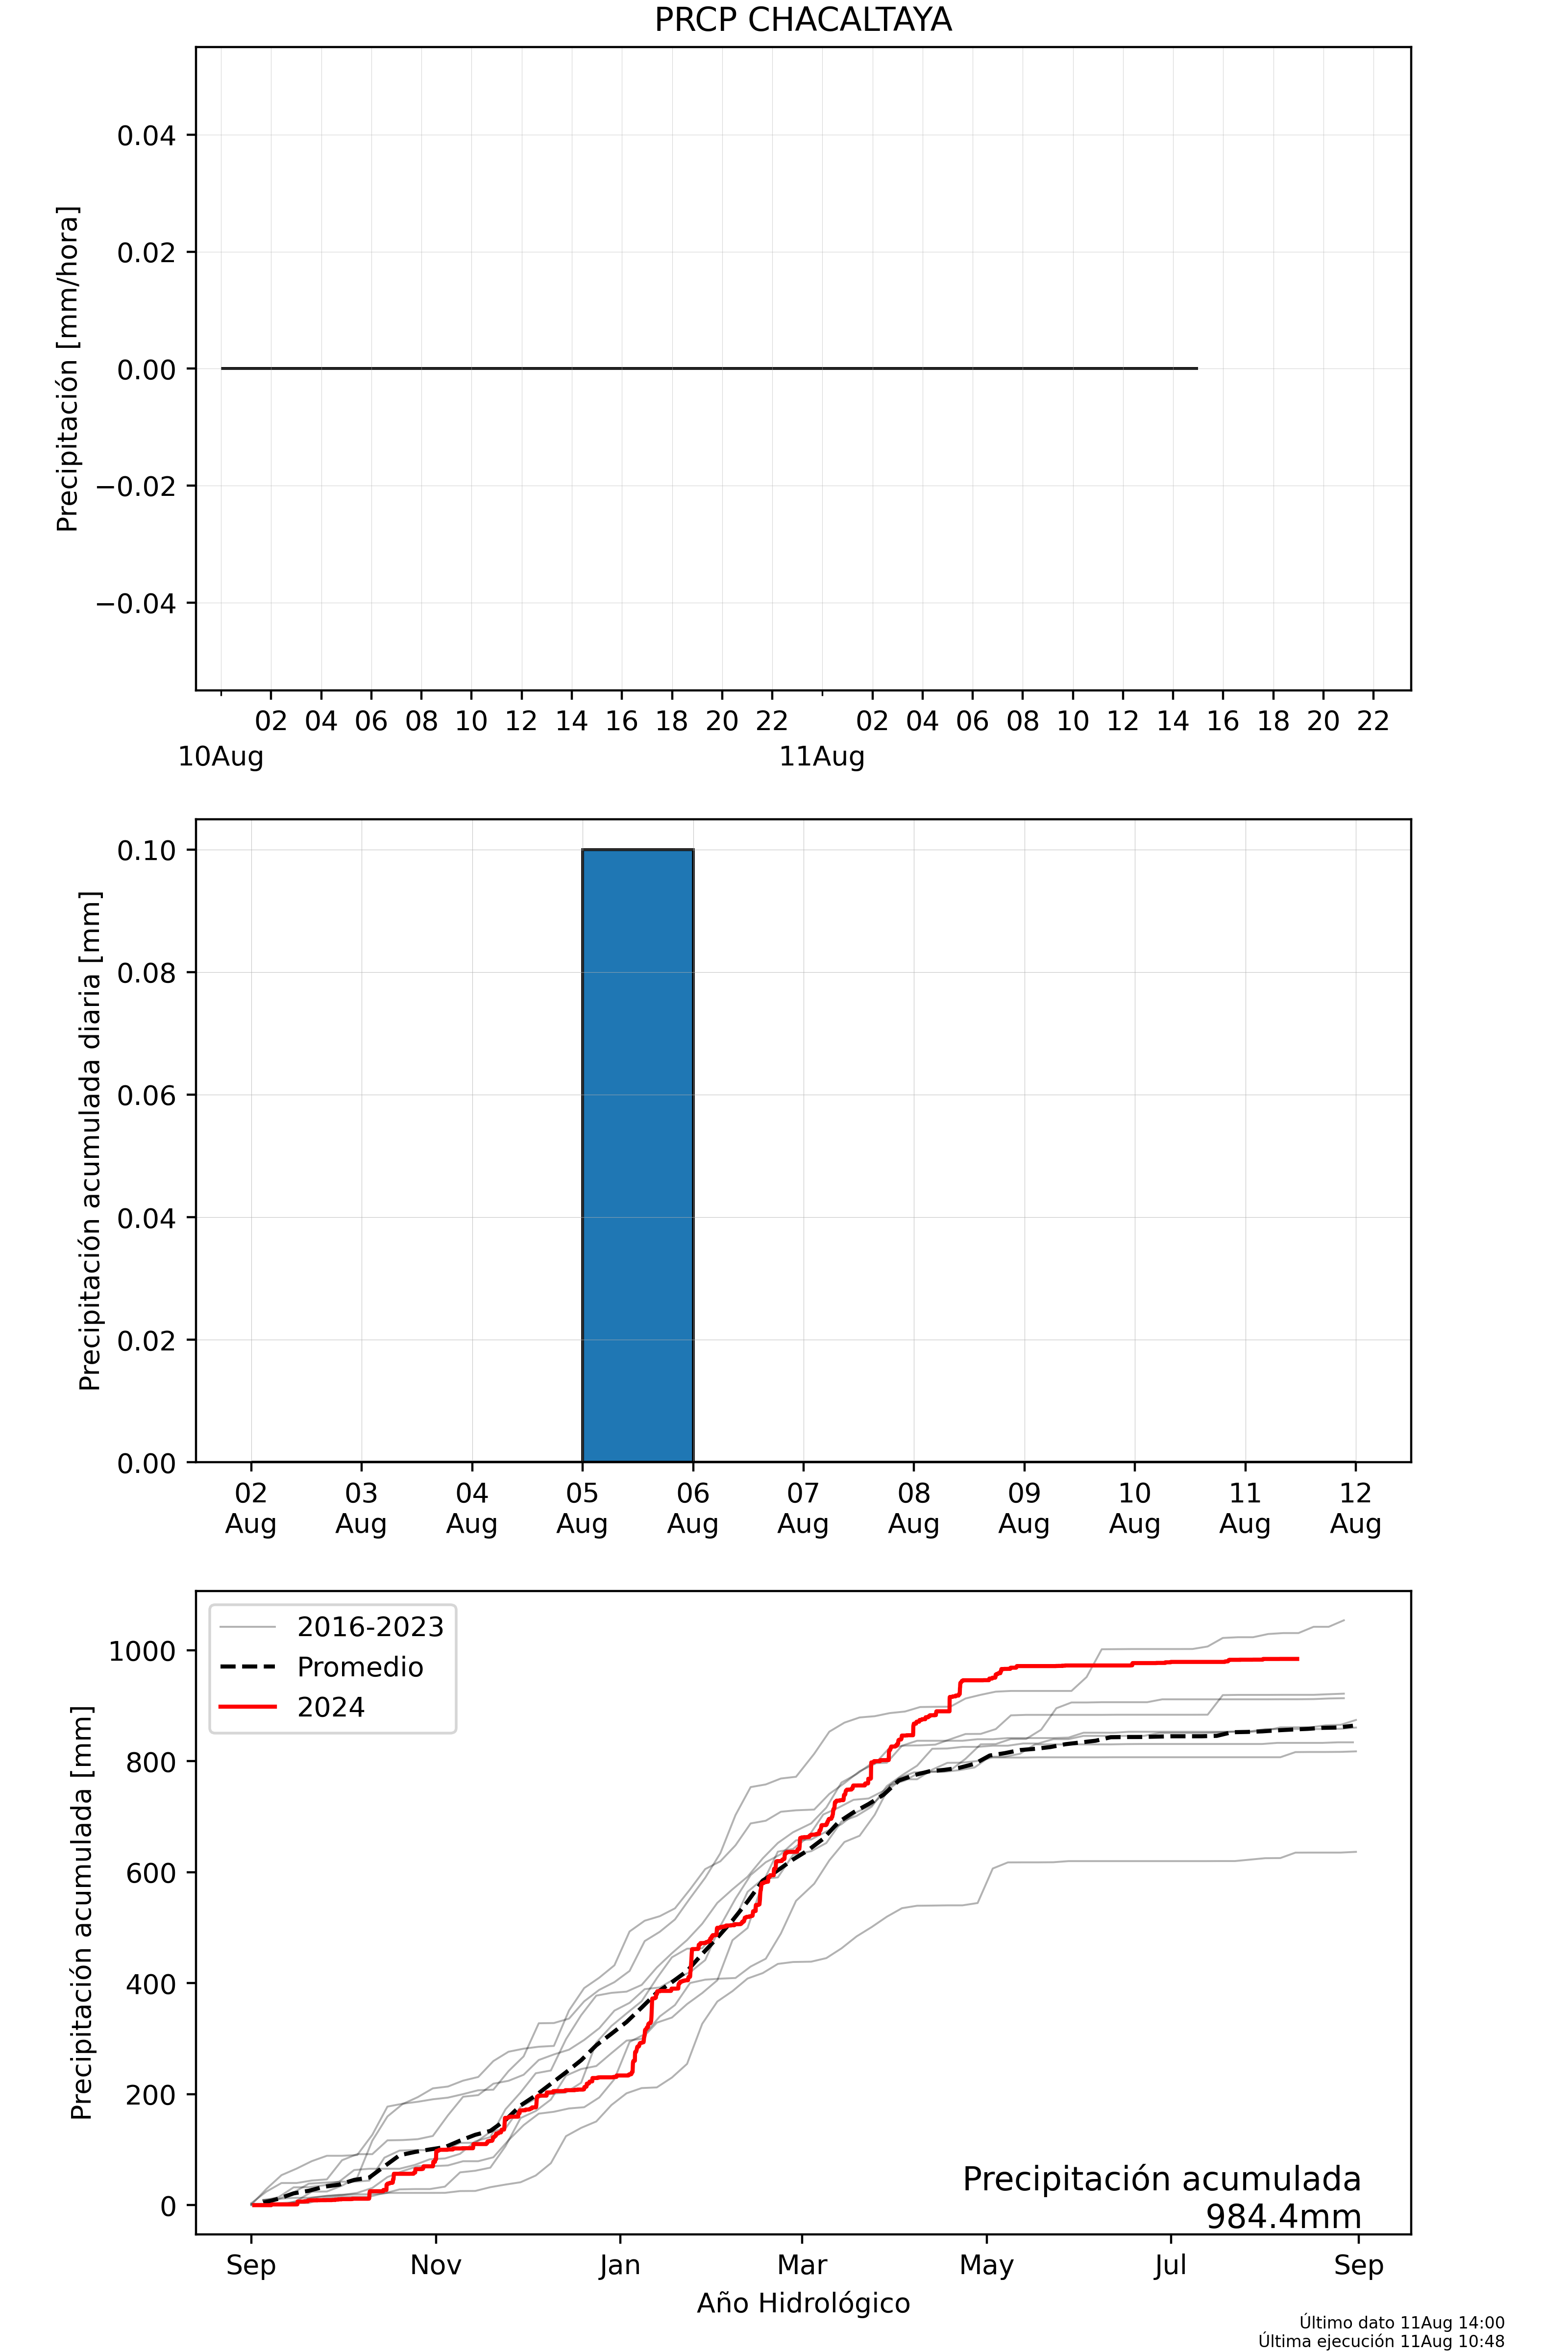 PRCP CHACALTAYA
Precipitación [mm/hora]
0.04
0.02
0.00
−0.02
−0.04
02 04 06 08 10 12 14 16 18 20 22 02 04 06 08 10 12 14 16 18 20 22
10Aug 11Aug
Precipitación acumulada diaria [mm]
0.10
0.08
0.06
0.04
0.02
0.00
02 03 04 05 06 07 08 09 10 11 12
Aug Aug Aug Aug Aug Aug Aug Aug Aug Aug Aug
Precipitación acumulada [mm]
1000
800
600
400
200
0
2016-2023
Promedio
2024
Precipitación acumulada
984.4mm
Sep Nov Jan Mar May Jul Sep
Año Hidrológico
Último dato 11Aug 14:00
Última ejecución 11Aug 10:48